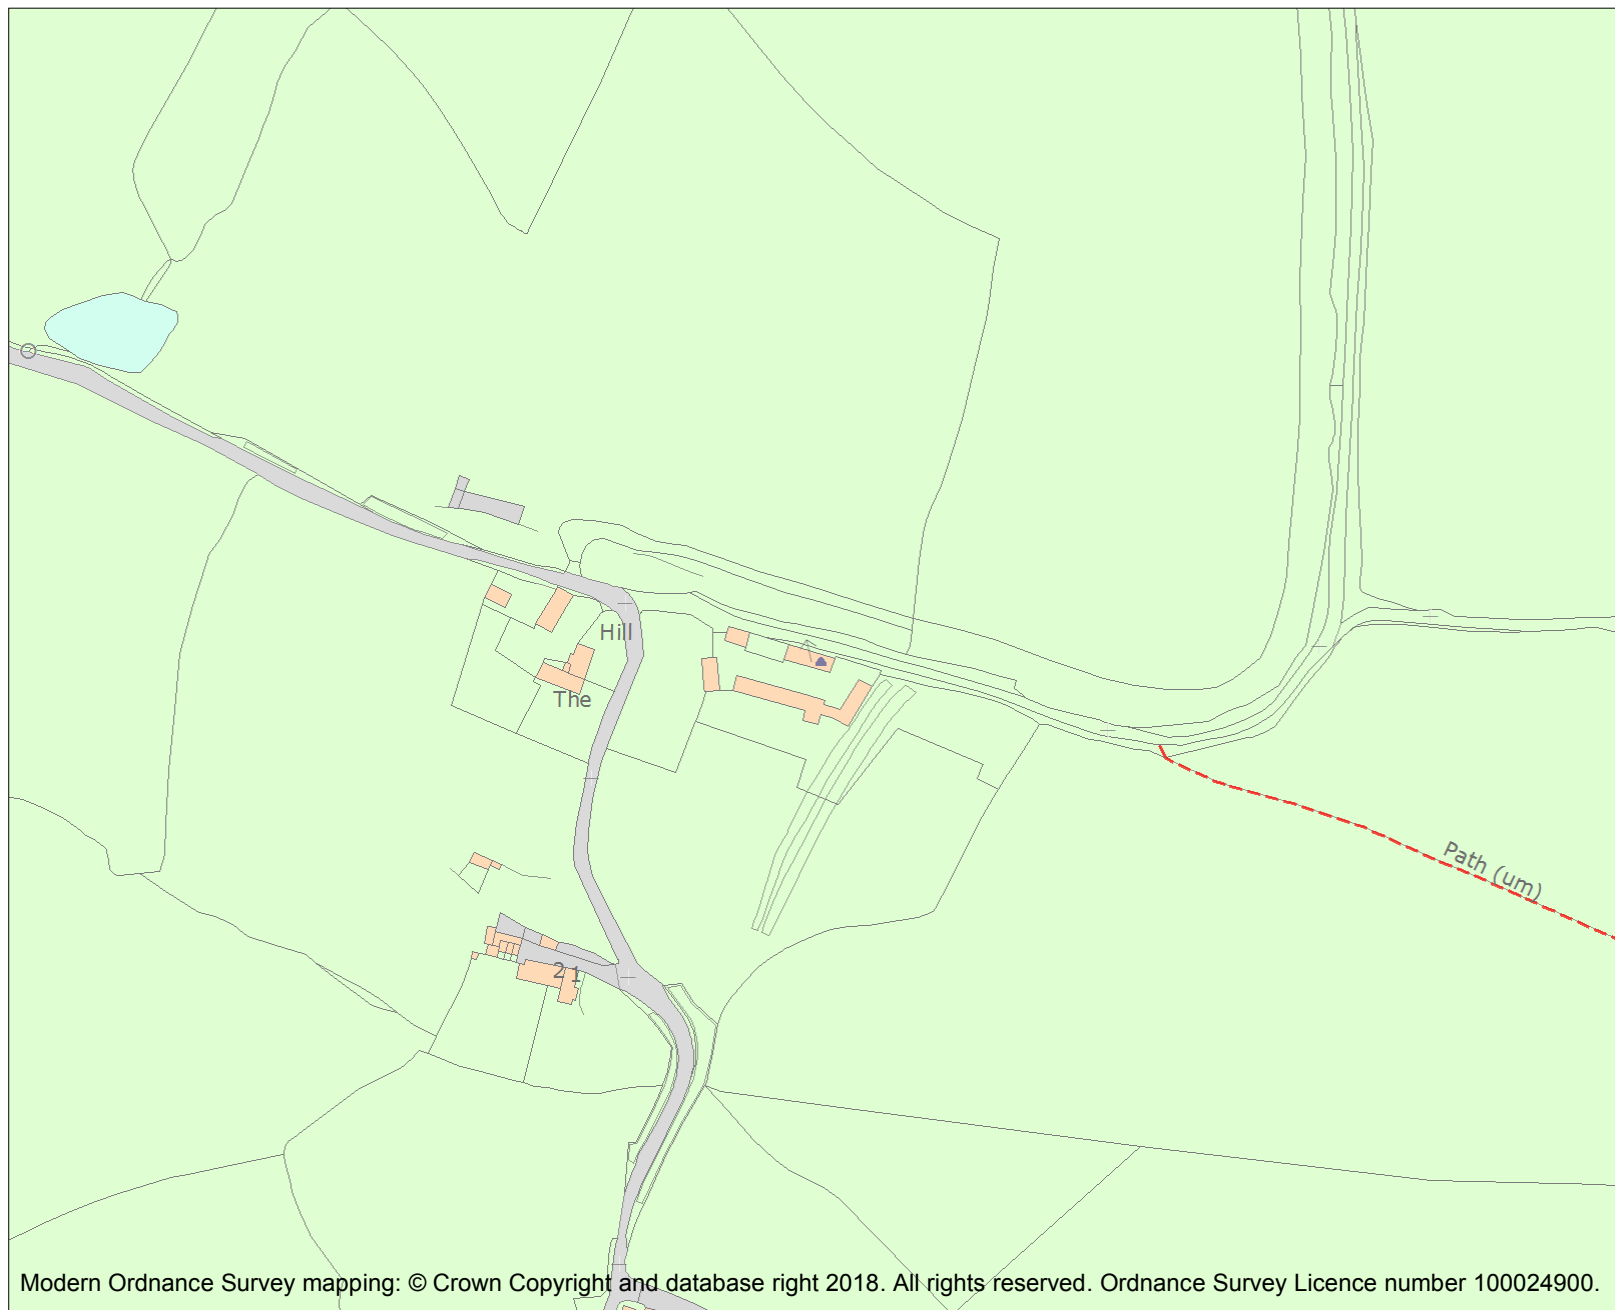 Hill
The
Path (um)
2
1
Modern Ordnance Survey mapping: © Crown Copyright and database right 2018. All rights reserved. Ordnance Survey Licence number 100024900.